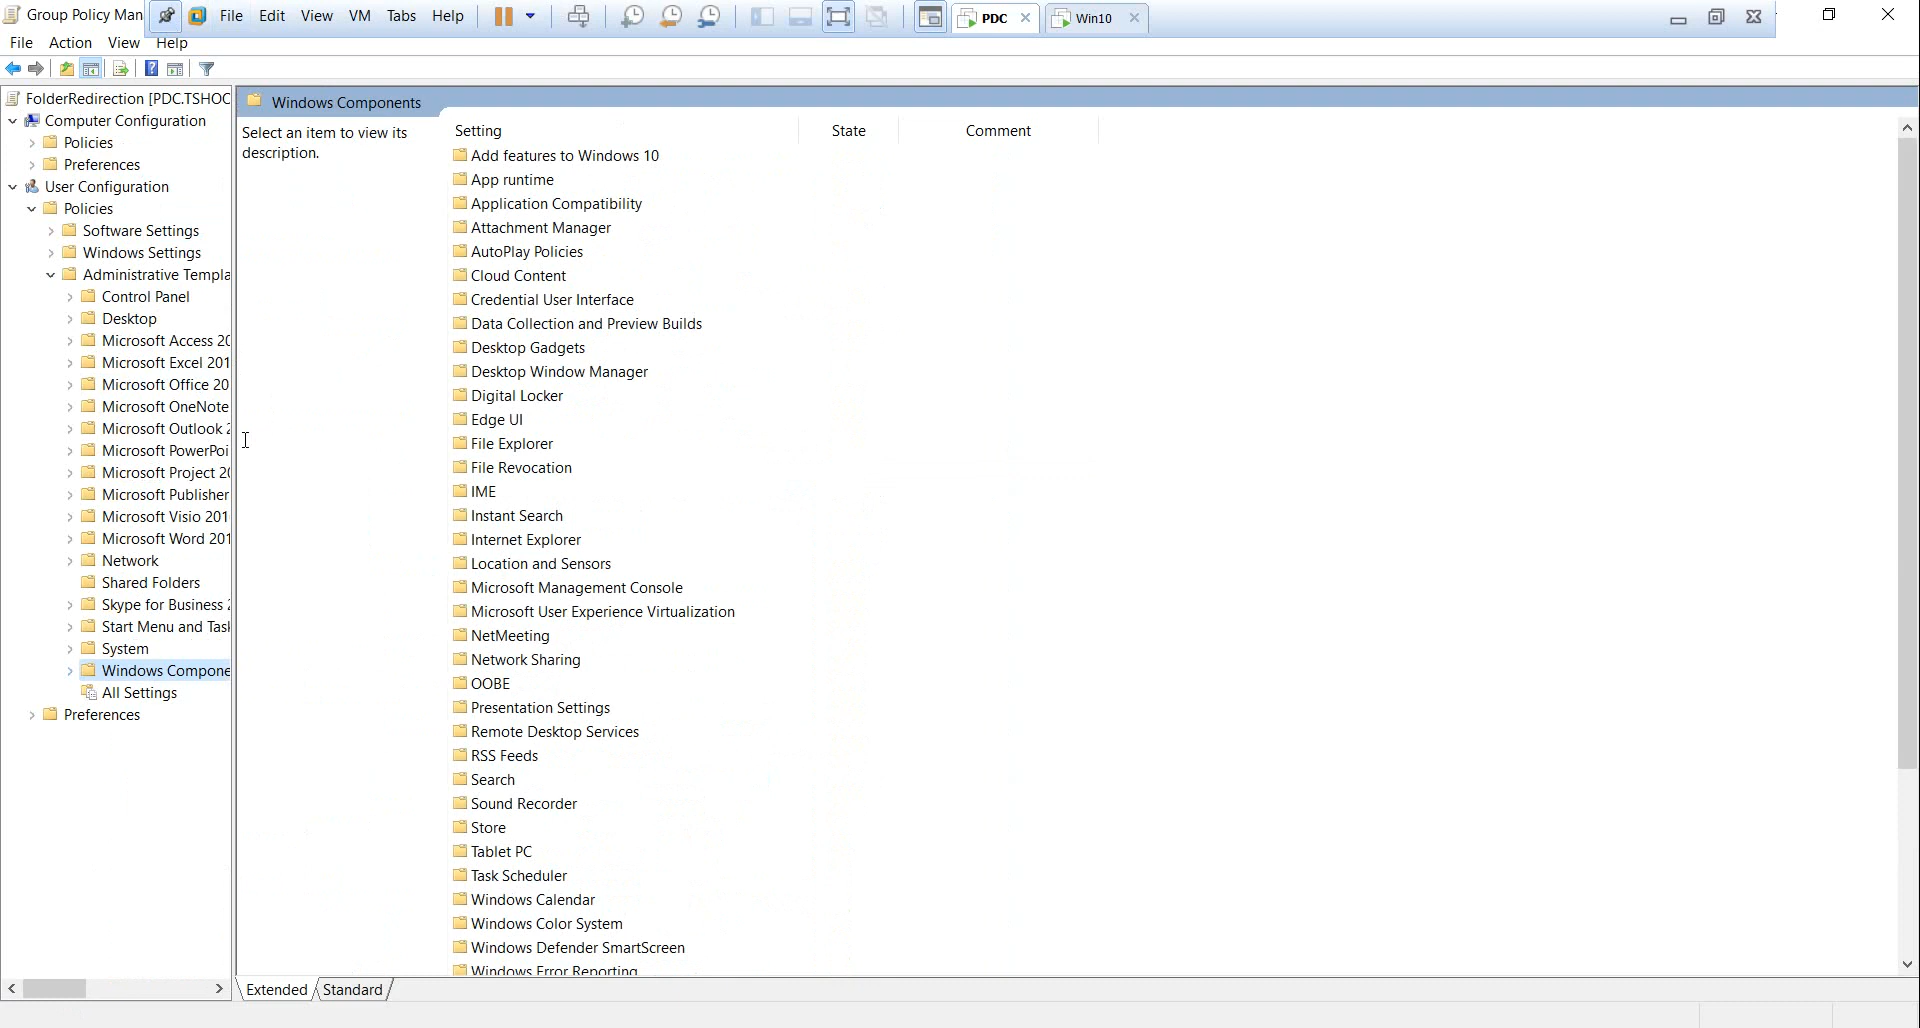 Group Policy Man
File Edit View VM Tabs Help
PDC
Win10
File Action View Help
FolderRedirection [PDC.TSHOO
Computer Configuration
Policies
Preferences
User Configuration
Policies
Software Settings
Windows Settings
Administrative Templa
Control Panel
Desktop
Microsoft Access 20
Microsoft Excel 201
Microsoft Office 20
Microsoft OneNote
Microsoft Outlook 2
Microsoft PowerPoi
Microsoft Project 20
Microsoft Publisher
Microsoft Visio 201
Microsoft Word 201
Network
Shared Folders
Skype for Business 2
Start Menu and Task
System
Windows Compone
All Settings
Preferences
Windows Components
Select an item to view its
description.
Setting State Comment
Add features to Windows 10
App runtime
Application Compatibility
Attachment Manager
AutoPlay Policies
Cloud Content
Credential User Interface
Data Collection and Preview Builds
Desktop Gadgets
Desktop Window Manager
Digital Locker
Edge UI
File Explorer
File Revocation
IME
Instant Search
Internet Explorer
Location and Sensors
Microsoft Management Console
Microsoft User Experience Virtualization
NetMeeting
Network Sharing
OOBE
Presentation Settings
Remote Desktop Services
RSS Feeds
Search
Sound Recorder
Store
Tablet PC
Task Scheduler
Windows Calendar
Windows Color System
Windows Defender SmartScreen
Windows Error Reporting
Extended Standard